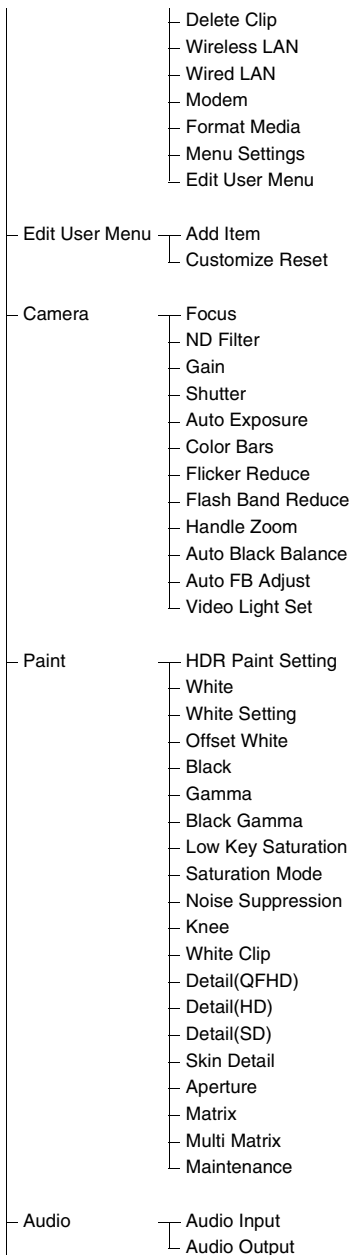 Delete Clip
Wireless LAN
Wired LAN
Modem
Format Media
Menu Settings
Edit User Menu
Edit User Menu Add Item
Customize Reset
Camera Focus
ND Filter
Gain
Shutter
Auto Exposure
Color Bars
Flicker Reduce
Flash Band Reduce
Handle Zoom
Auto Black Balance
Auto FB Adjust
Video Light Set
Paint HDR Paint Setting
White
White Setting
Offset White
Black
Gamma
Black Gamma
Low Key Saturation
Saturation Mode
Noise Suppression
Knee
White Clip
Detail(QFHD)
Detail(HD)
Detail(SD)
Skin Detail
Aperture
Matrix
Multi Matrix
Maintenance
Audio Audio Input
Audio Output